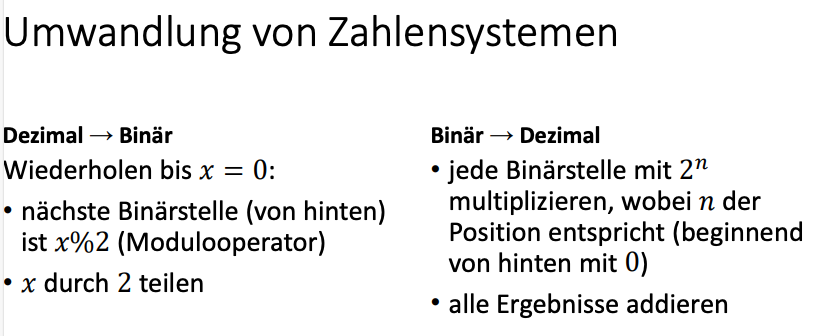 Umwandlung von Zahlensystemen
Dezimal → Binär
Wiederholen bis x = 0:
• nächste Binärstelle (von hinten)
ist x%2 (Modulooperator)
• x durch 2 teilen
Binär → Dezimal
• jede Binärstelle mit 2ⁿ
multiplizieren, wobei n der
Position entspricht (beginnend
von hinten mit 0)
• alle Ergebnisse addieren